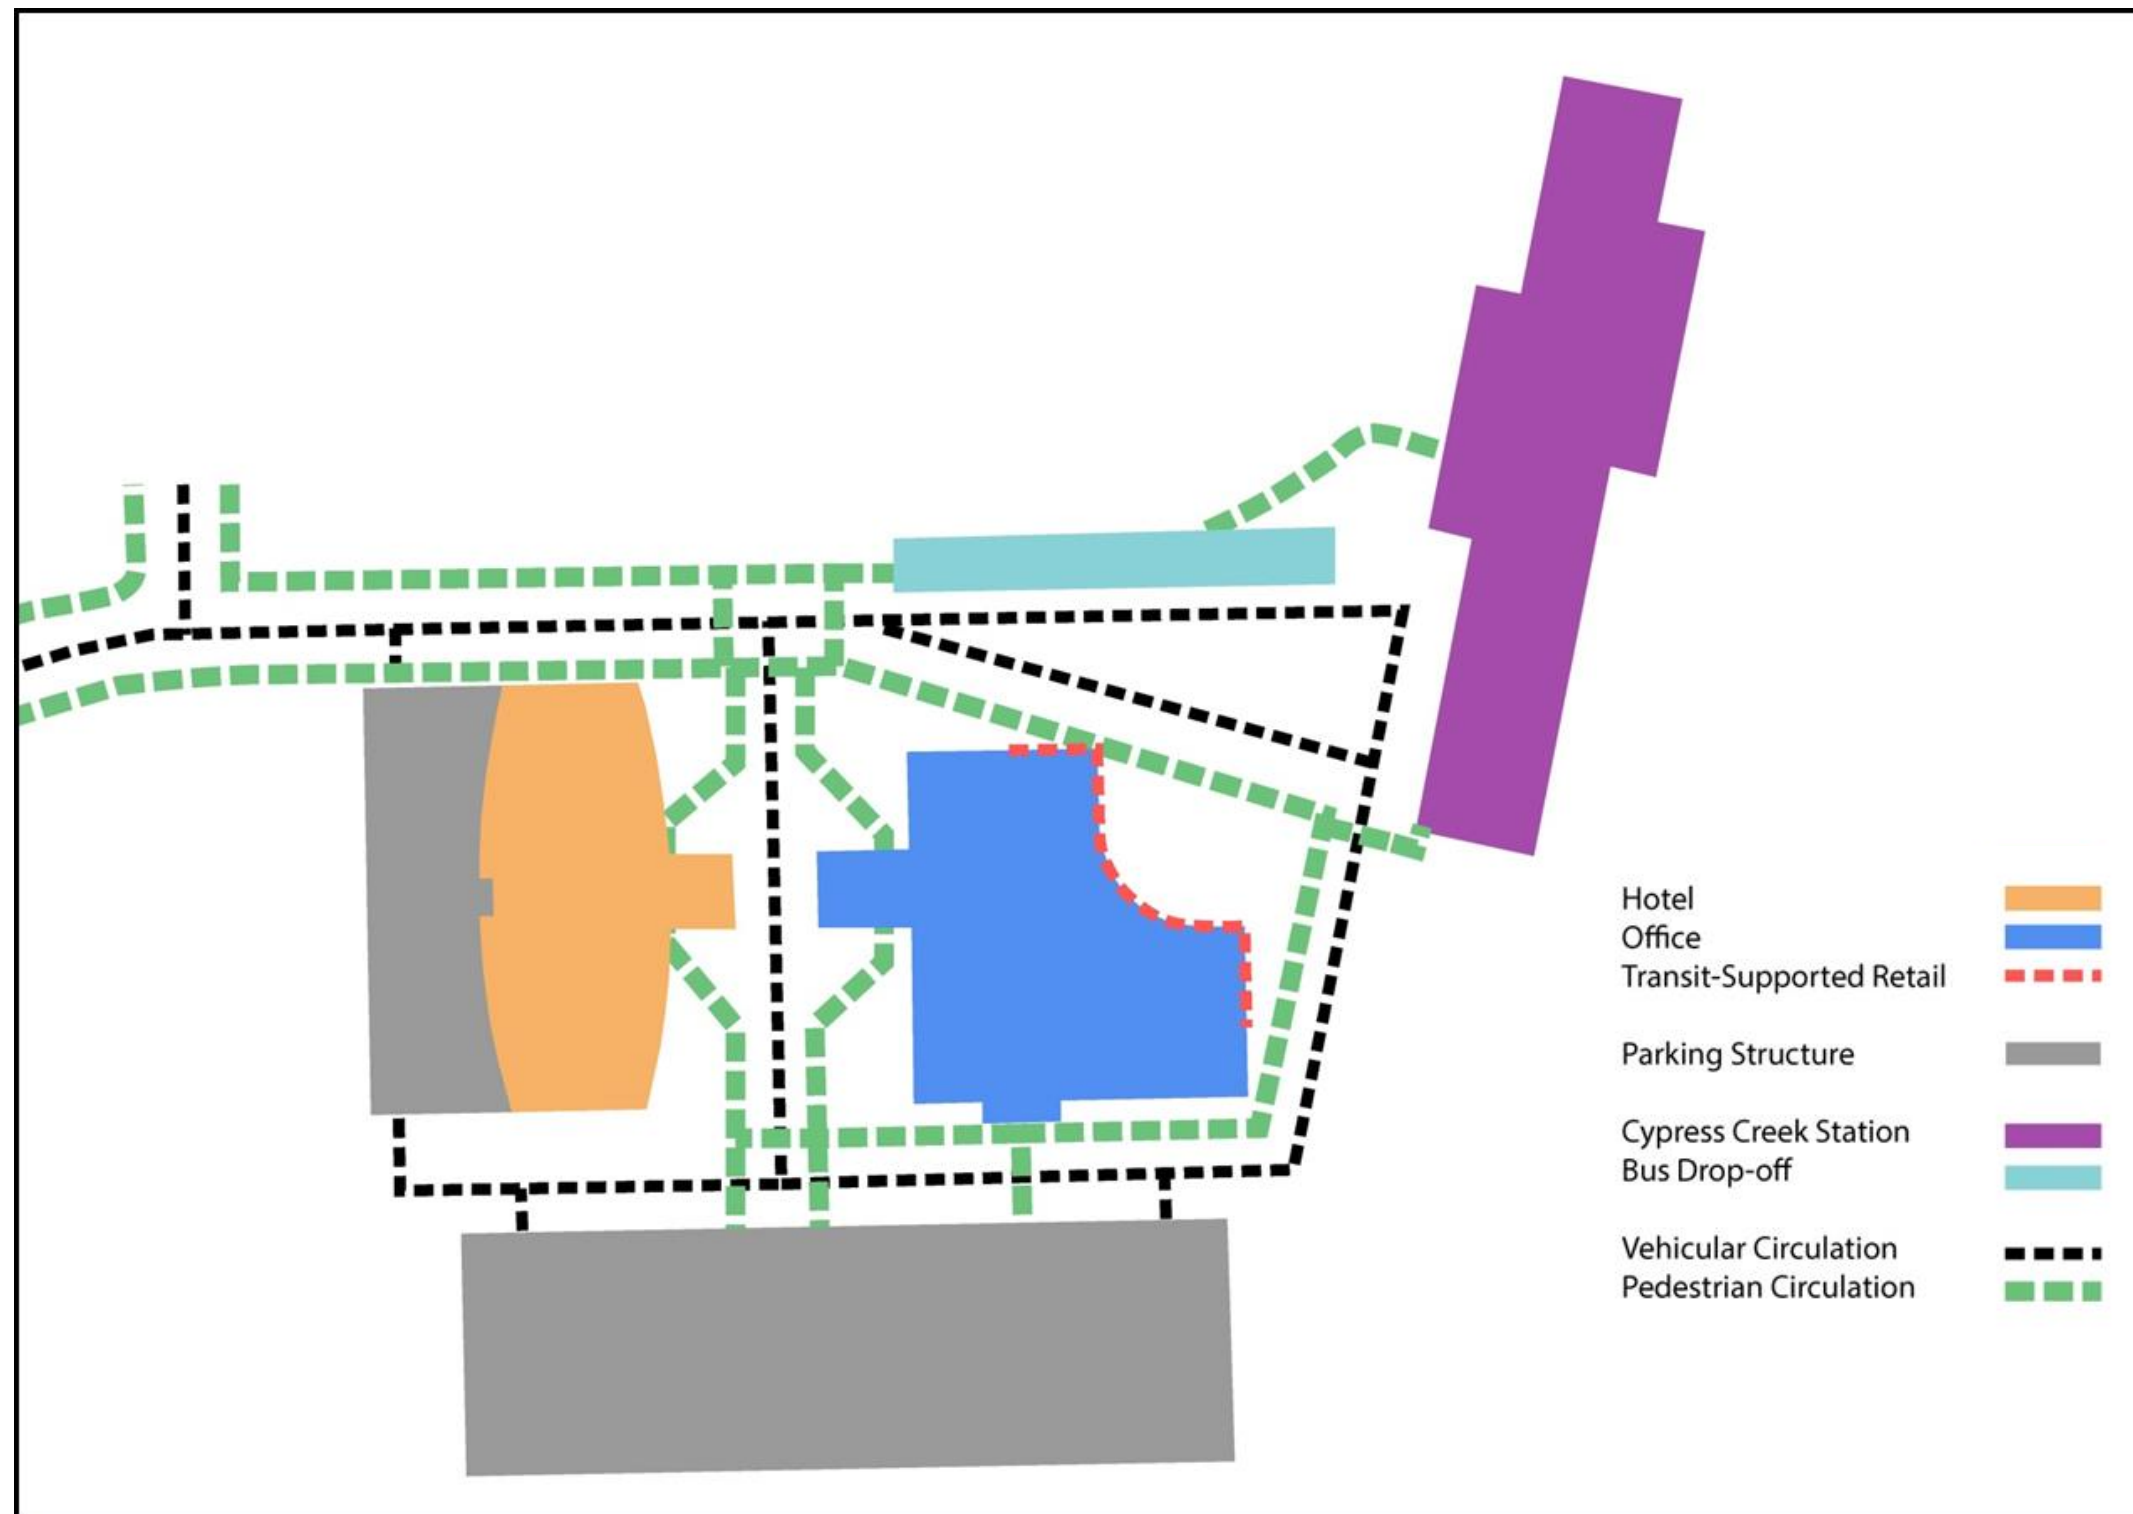 Hotel
Office
Transit-Supported Retail
Parking Structure
Cypress Creek Station
Bus Drop-off
Vehicular Circulation
Pedestrian Circulation